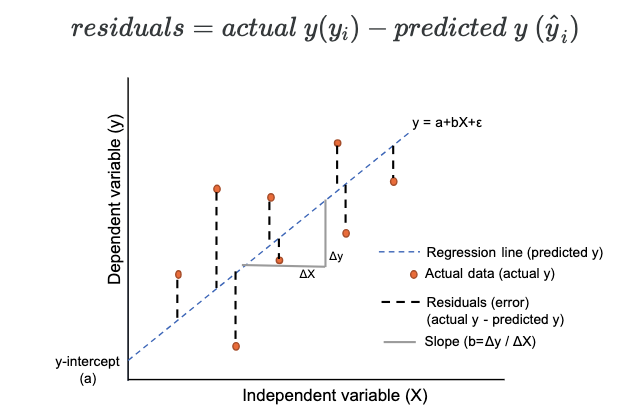 residuals = actual y(yᵢ) − predicted y (ŷᵢ)
y = a+bX+ε
Dependent variable (y)
Δy
ΔX
Regression line (predicted y)
Actual data (actual y)
Residuals (error)
(actual y - predicted y)
Slope (b=Δy / ΔX)
y-intercept
(a)
Independent variable (X)